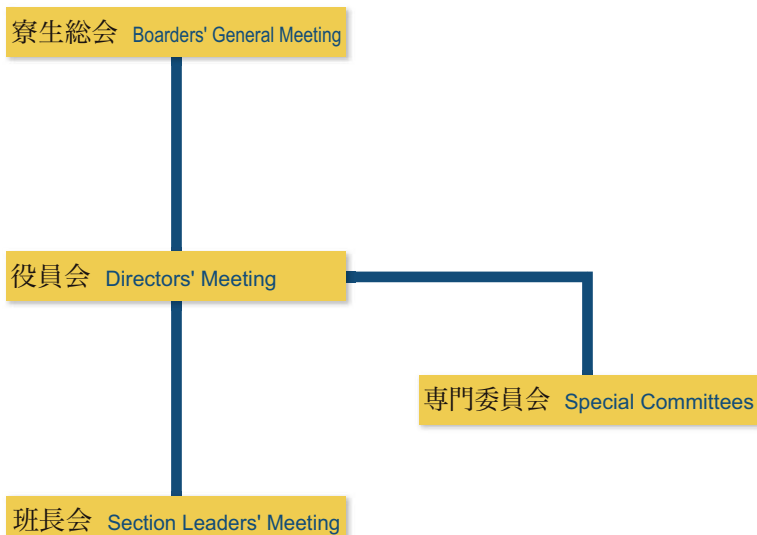 寮生総会 Boarders' General Meeting
役員会 Directors' Meeting
専門委員会 Special Committees
班長会 Section Leaders' Meeting